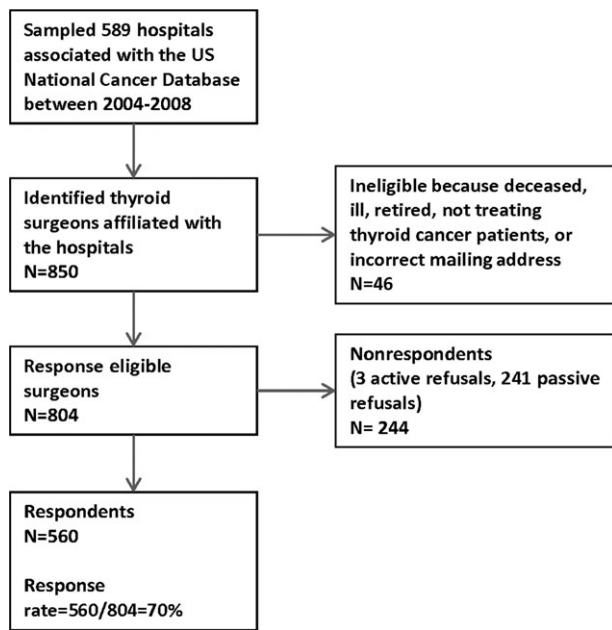 Sampled 589 hospitals
associated with the US
National Cancer Database
between 2004-2008
Identified thyroid
surgeons affiliated with
the hospitals
N=850
Ineligible because deceased,
ill, retired, not treating
thyroid cancer patients, or
incorrect mailing address
N=46
Response eligible
surgeons
N=804
Nonrespondents
(3 active refusals, 241 passive
refusals)
N= 244
Respondents
N=560
Response
rate=560/804=70%